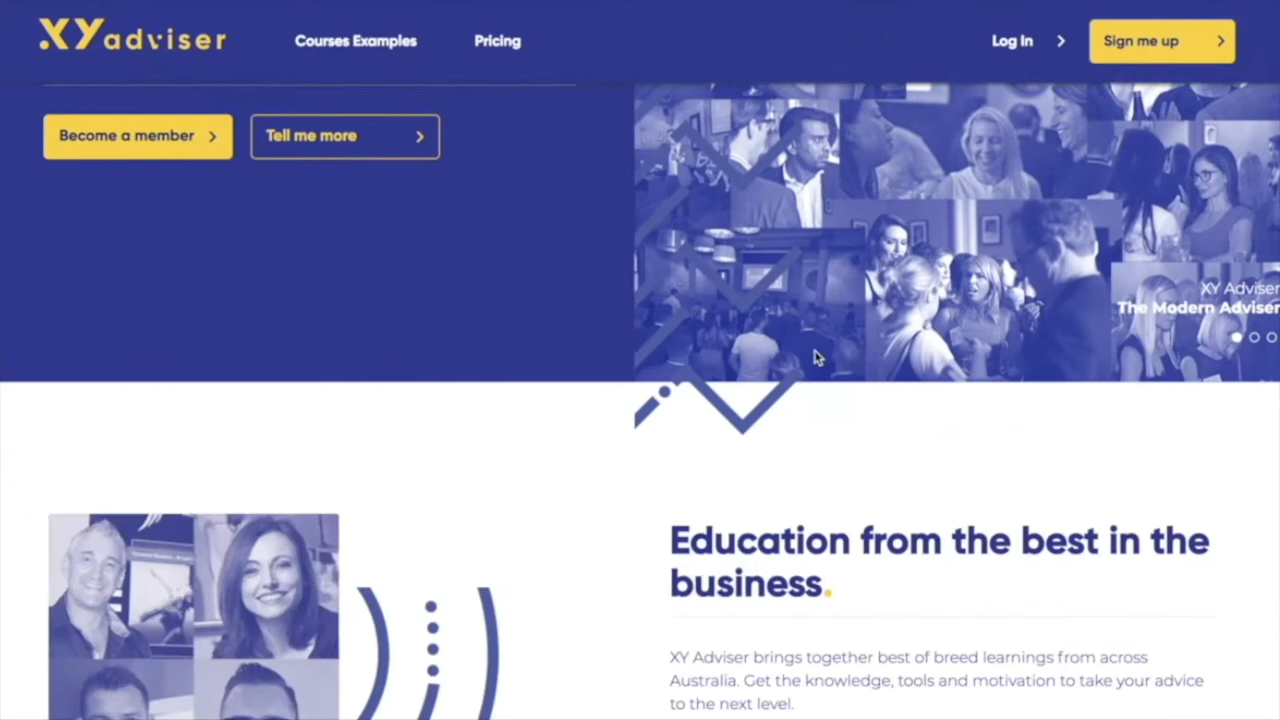 XY adviser
Courses Examples
Pricing
Log In
Sign me up
Become a member
Tell me more
XY Adviser
The Modern Adviser
Education from the best in the
business.
XY Adviser brings together best of breed learnings from across
Australia. Get the knowledge, tools and motivation to take your advice
to the next level.